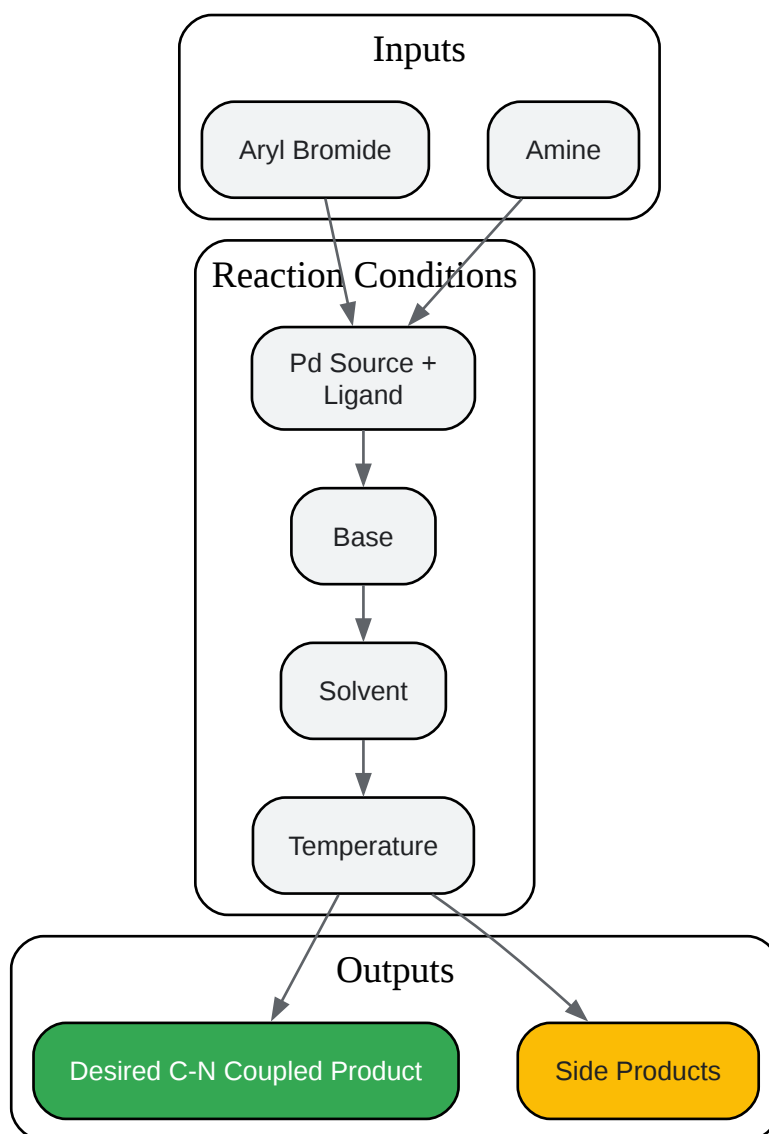 Inputs
Aryl Bromide
Amine
Reaction Conditions
Pd Source +
Ligand
Base
Solvent
Temperature
Outputs
Desired C-N Coupled Product
Side Products